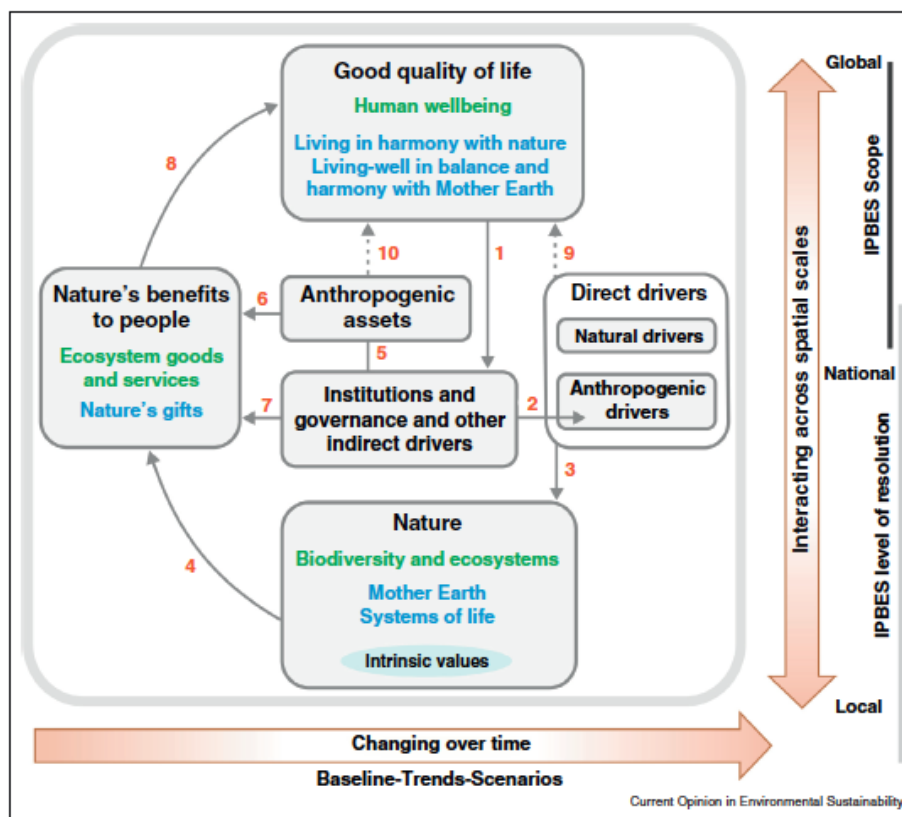 Good quality of life
Human wellbeing
Living in harmony with nature
Living-well in balance and
harmony with Mother Earth
8
10
1
9
Nature's benefits
to people
Ecosystem goods
and services
Nature's gifts
6
Anthropogenic
assets
5
7
Institutions and
governance and other
indirect drivers
2
Direct drivers
Natural drivers
Anthropogenic
drivers
3
4
Nature
Biodiversity and ecosystems
Mother Earth
Systems of life
Intrinsic values
Interacting across spatial scales
Global
National
Local
IPBES Scope
IPBES level of resolution
Changing over time
Baseline-Trends-Scenarios
Current Opinion in Environmental Sustainability